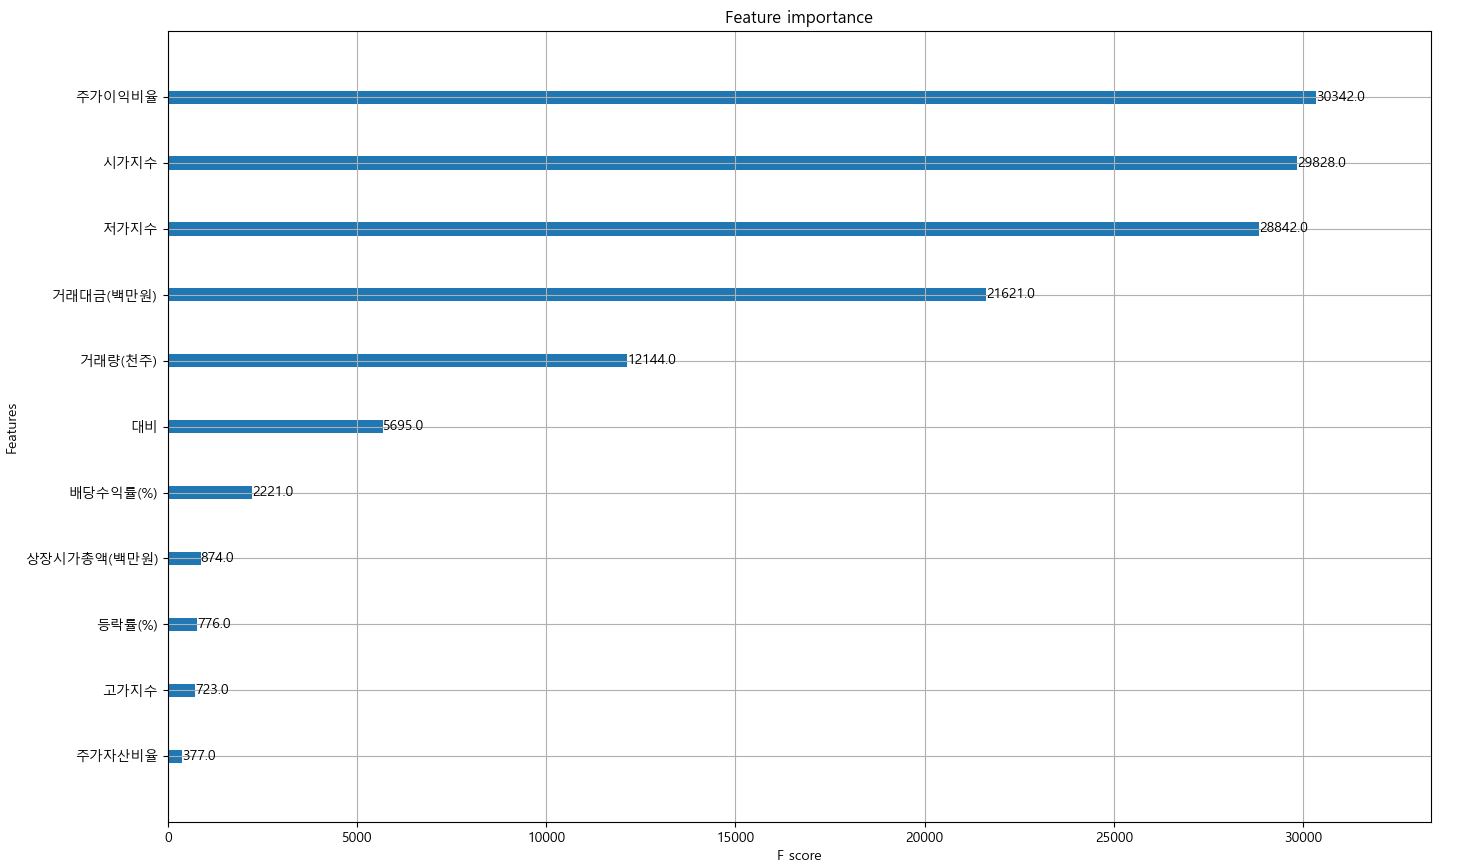 Feature importance
주가이익비율
30342.0
시가지수
29828.0
저가지수
28842.0
거래대금(백만원)
21621.0
거래량(천주)
12144.0
대비
5695.0
배당수익률(%)
2221.0
상장시가총액(백만원)
874.0
등락률(%)
776.0
고가지수
723.0
주가자산비율
377.0
Features
0 5000 10000 15000 20000 25000 30000
F score